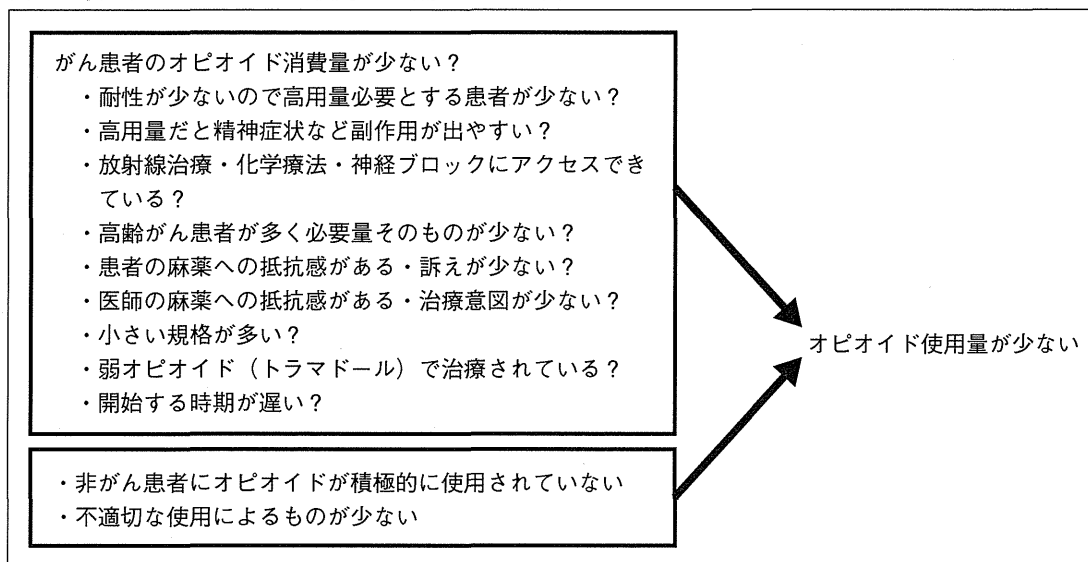 がん患者のオピオイド消費量が少ない？
・耐性が少ないので高用量必要とする患者が少ない？
・高用量だと精神症状など副作用が出やすい？
・放射線治療・化学療法・神経ブロックにアクセスでき
ている？
・高齢がん患者が多く必要量そのものが少ない？
・患者の麻薬への抵抗感がある・訴えが少ない？
・医師の麻薬への抵抗感がある・治療意図が少ない？
・小さい規格が多い？
・弱オピオイド（トラマドール）で治療されている？
・開始する時期が遅い？
・非がん患者にオピオイドが積極的に使用されていない
・不適切な使用によるものが少ない
オピオイド使用量が少ない